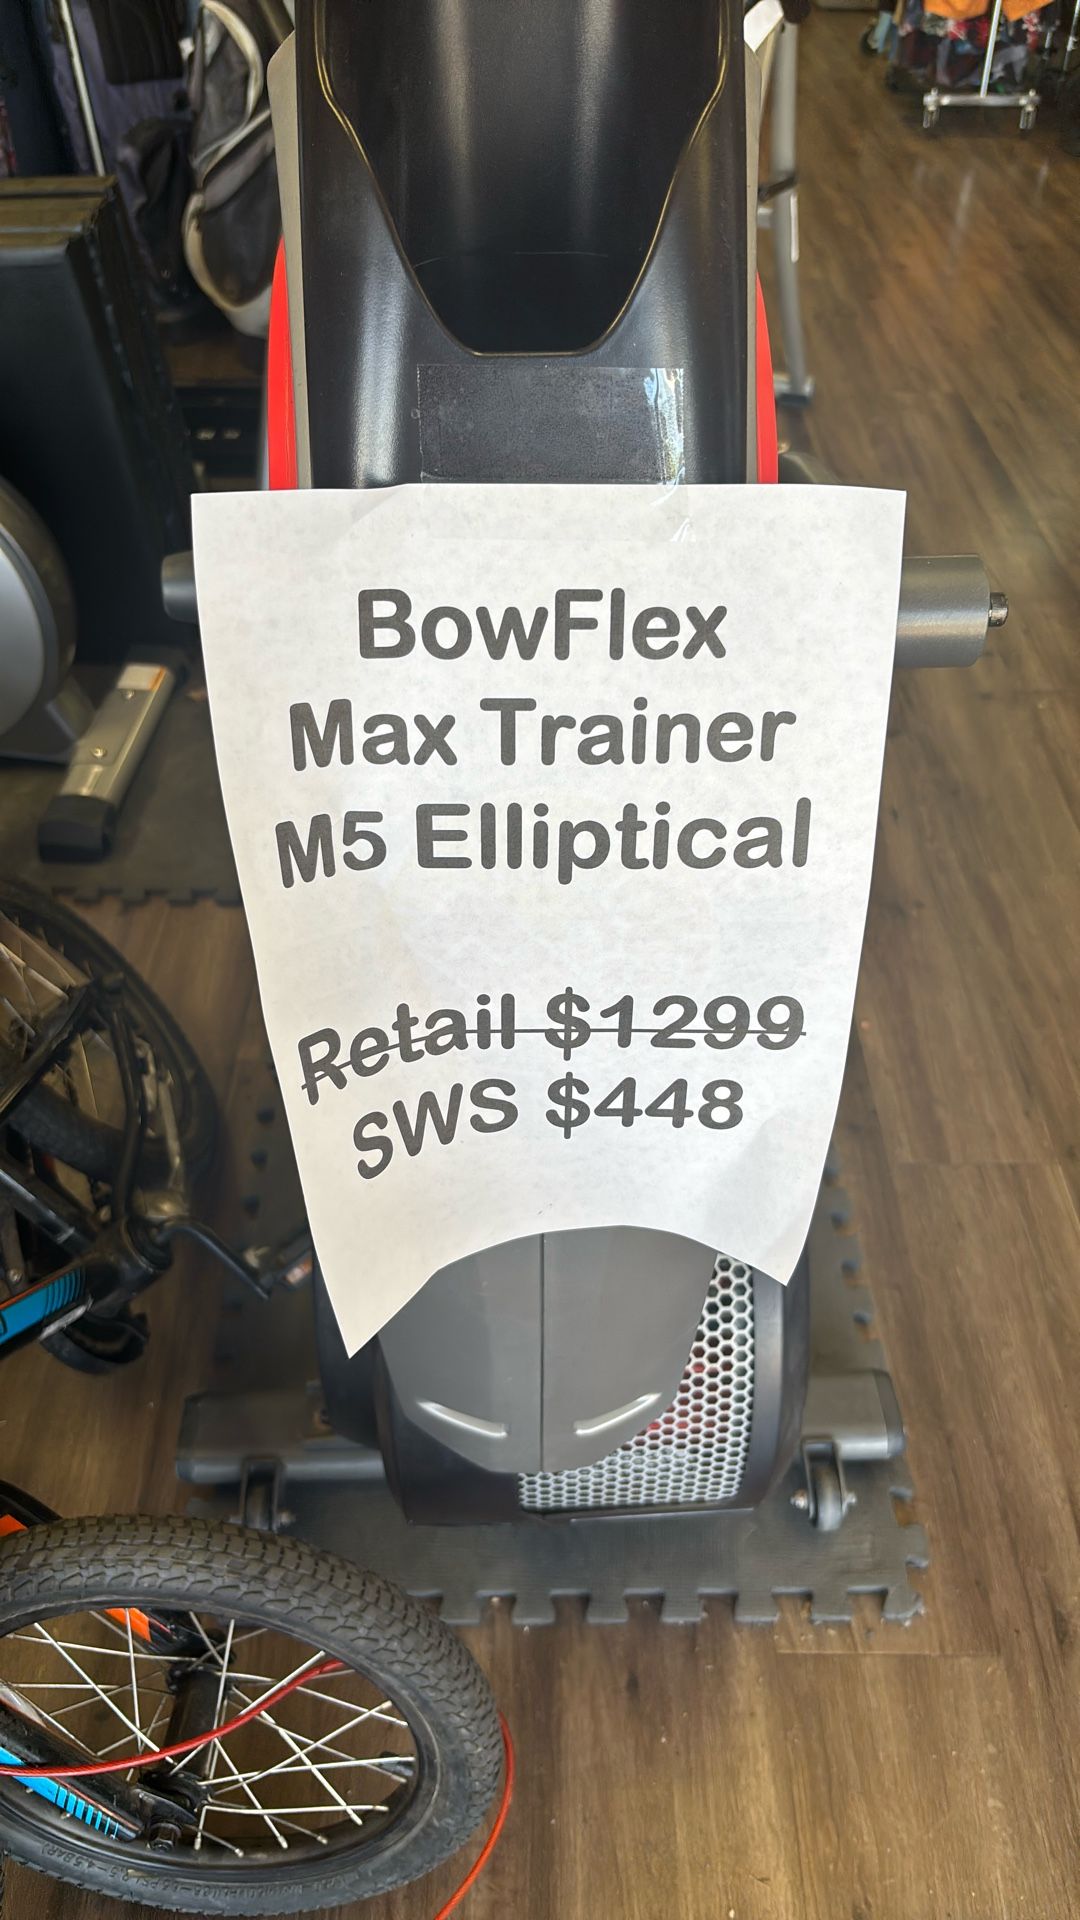 BowFlex
Max Trainer
M5 Elliptical
Retail $1299
SWS $448